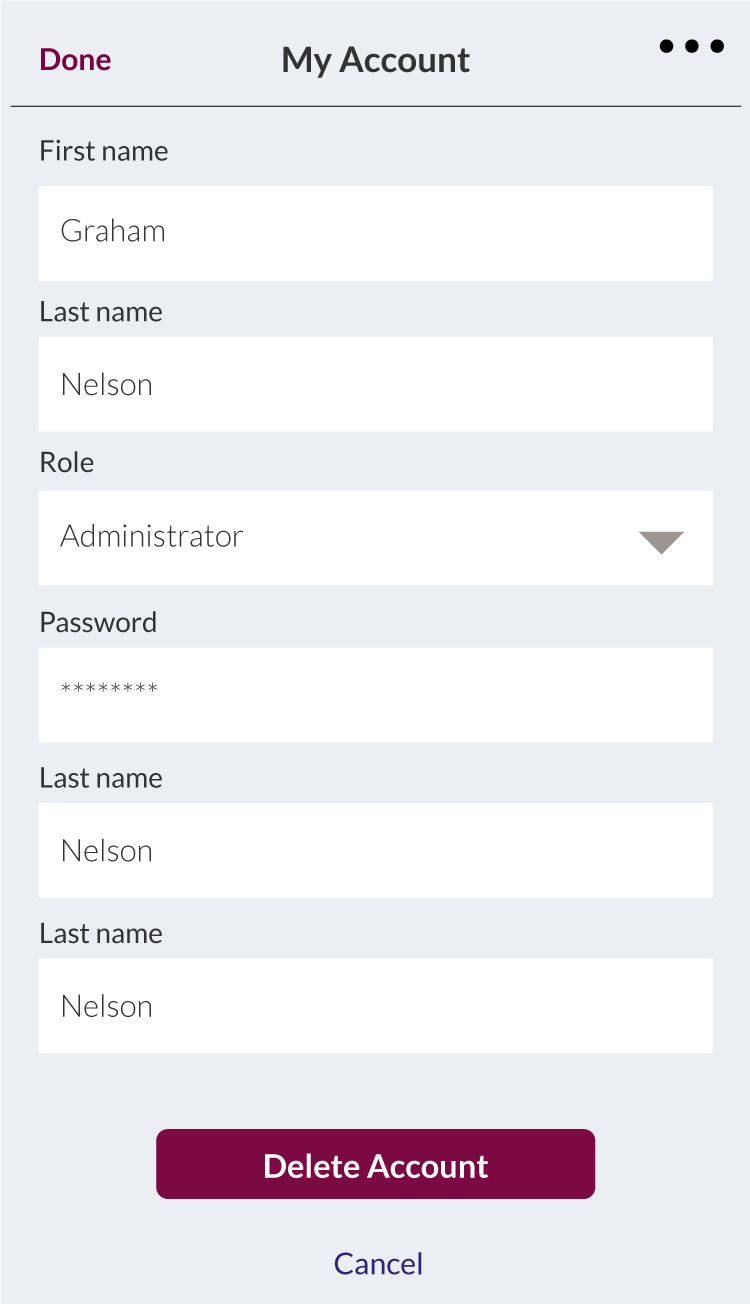 Done
My Account
First name
Graham
Last name
Nelson
Role
Administrator
Password
********
Last name
Nelson
Last name
Nelson
Delete Account
Cancel